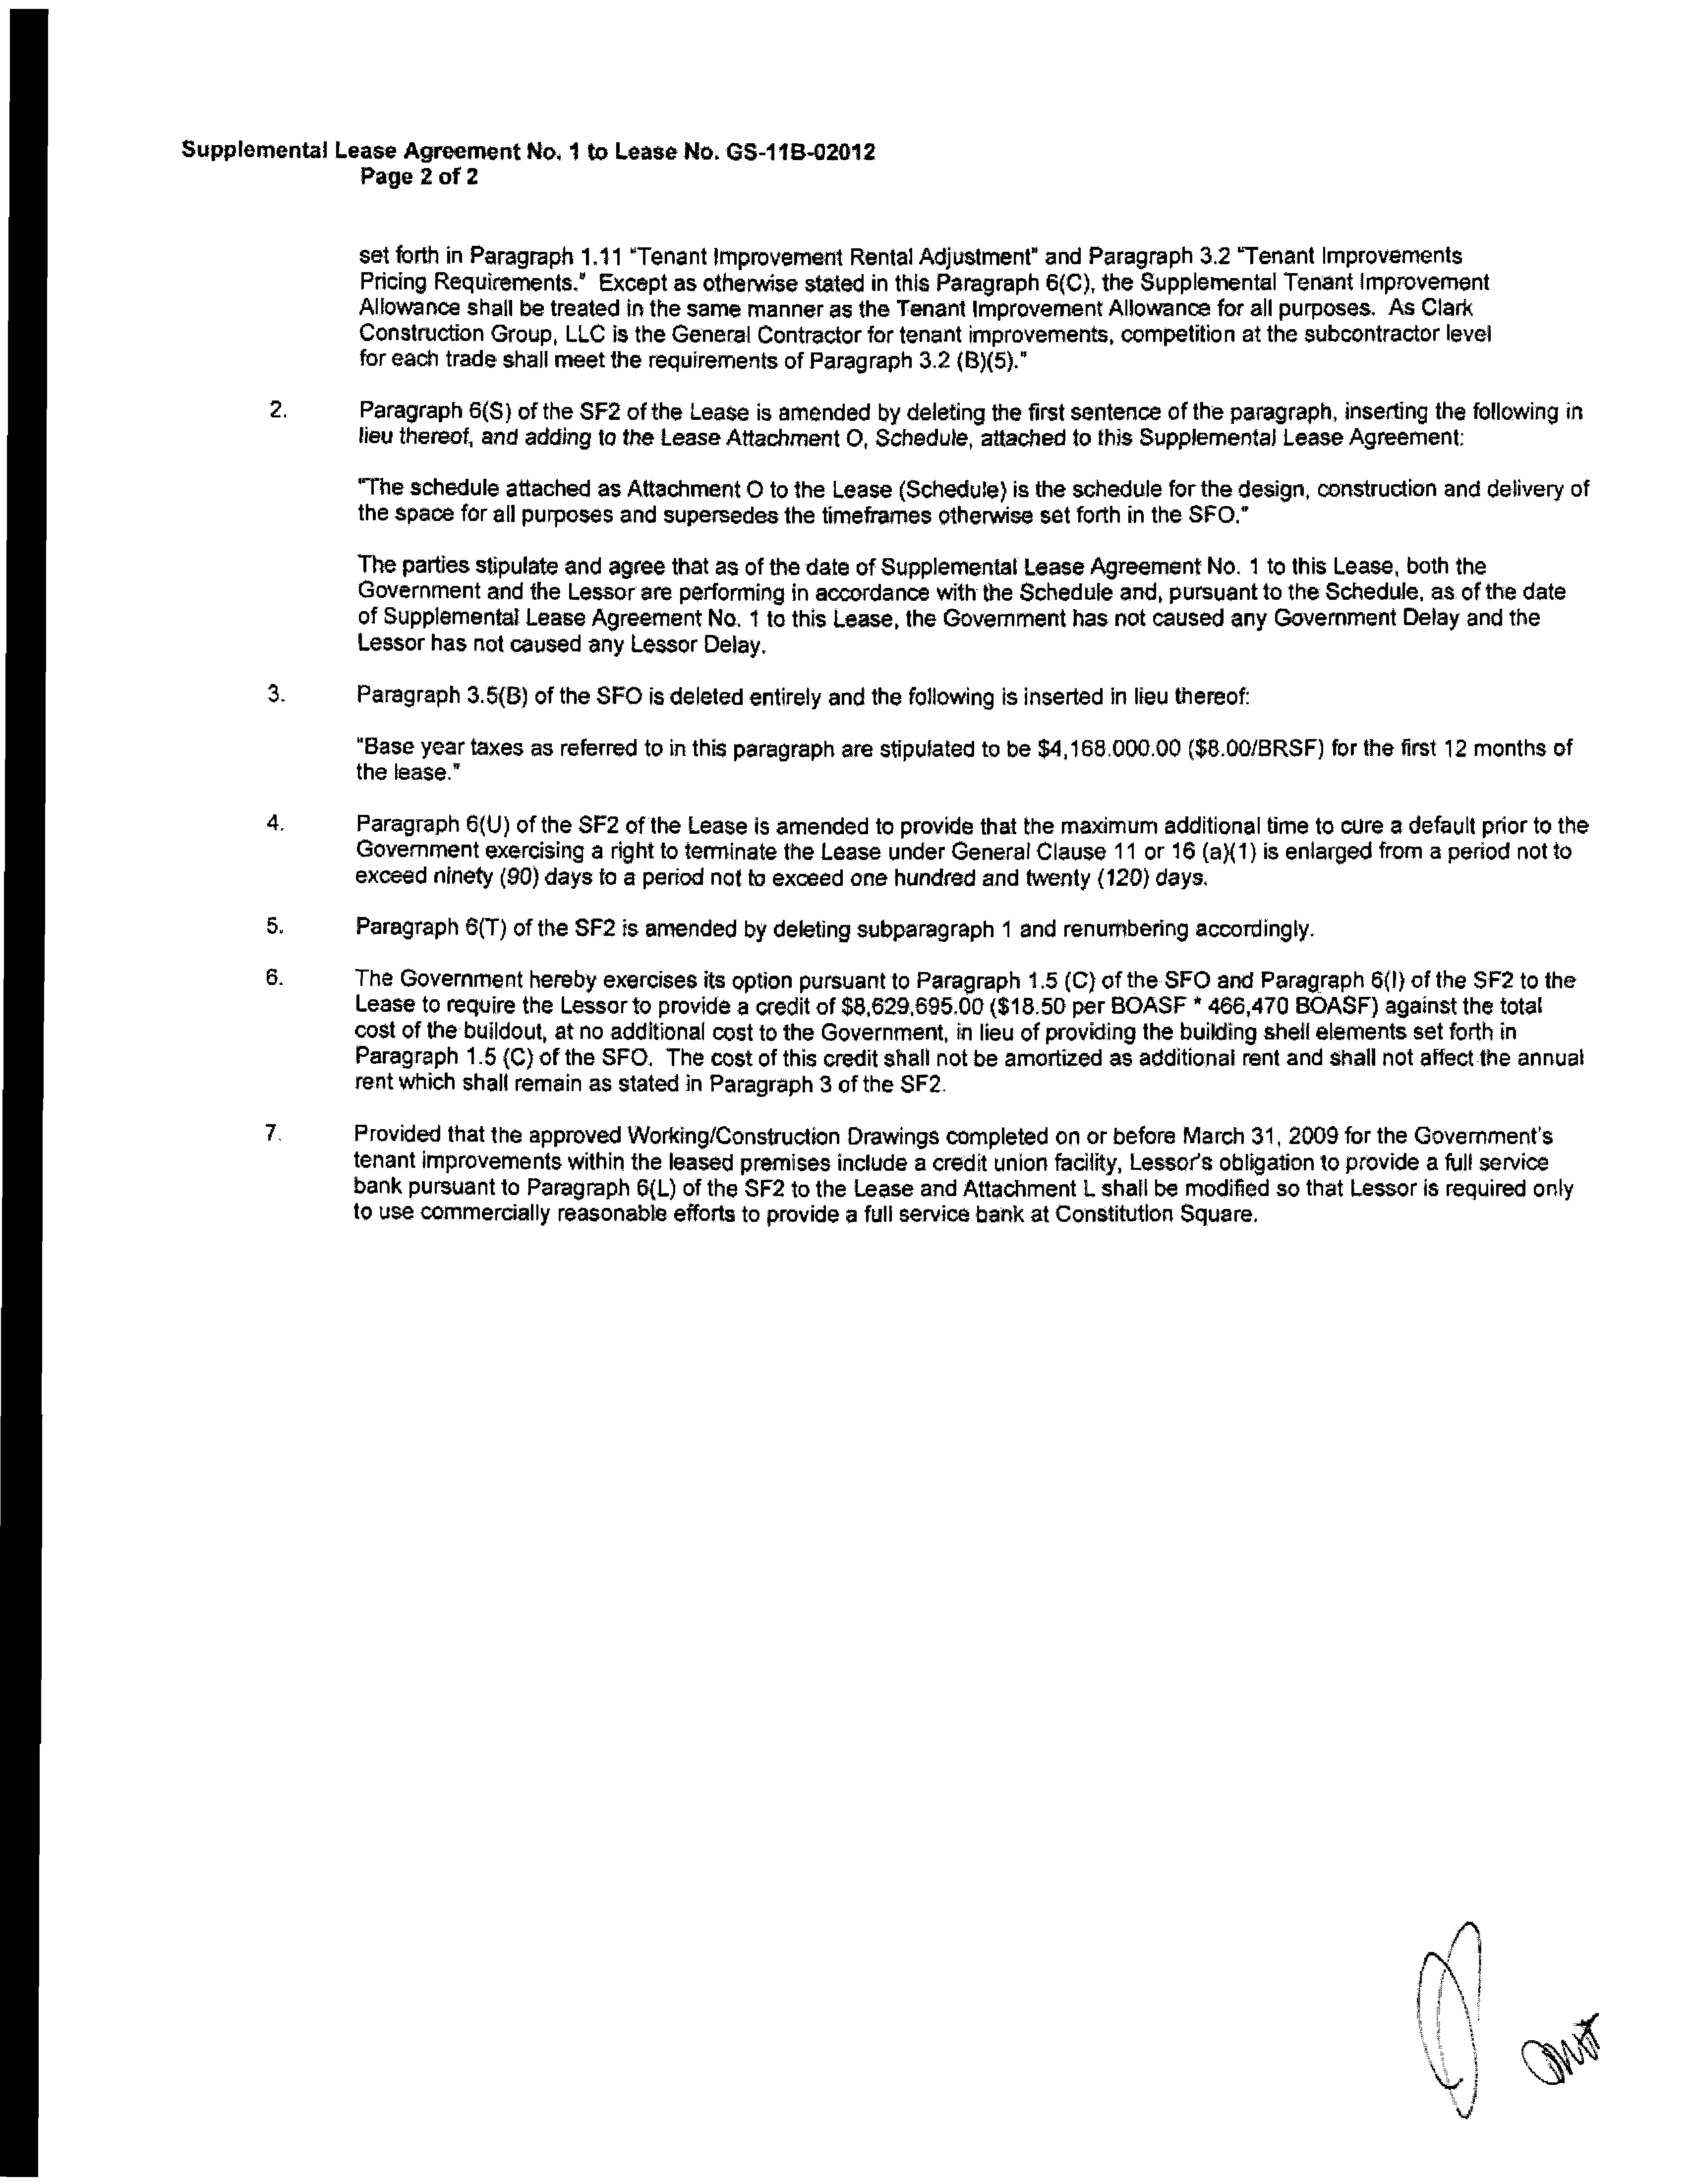 Supplemental Lease Agreement No. 1 to Lease No. GS-11B-02012
Page 2 of 2
set forth in Paragraph 1.11 "Tenant Improvement Rental Adjustment" and Paragraph 3.2 "Tenant Improvements
Pricing Requirements." Except as otherwise stated in this Paragraph 6(C), the Supplemental Tenant Improvement
Allowance shall be treated in the same manner as the Tenant Improvement Allowance for all purposes. As Clark
Construction Group, LLC is the General Contractor for tenant improvements, competition at the subcontractor level
for each trade shall meet the requirements of Paragraph 3.2 (B)(5)."
2. Paragraph 6(S) of the SF2 of the Lease is amended by deleting the first sentence of the paragraph, inserting the following in
lieu thereof, and adding to the Lease Attachment O, Schedule, attached to this Supplemental Lease Agreement:
"The schedule attached as Attachment O to the Lease (Schedule) is the schedule for the design, construction and delivery of
the space for all purposes and supersedes the timeframes otherwise set forth in the SFO."
The parties stipulate and agree that as of the date of Supplemental Lease Agreement No. 1 to this Lease, both the
Government and the Lessor are performing in accordance with the Schedule and, pursuant to the Schedule, as of the date
of Supplemental Lease Agreement No. 1 to this Lease, the Government has not caused any Government Delay and the
Lessor has not caused any Lessor Delay.
3. Paragraph 3.5(B) of the SFO is deleted entirely and the following is inserted in lieu thereof:
"Base year taxes as referred to in this paragraph are stipulated to be $4,168.000.00 ($8.00/BRSF) for the first 12 months of
the lease."
4. Paragraph 6(U) of the SF2 of the Lease is amended to provide that the maximum additional time to cure a default prior to the
Government exercising a right to terminate the Lease under General Clause 11 or 16 (a)(1) is enlarged from a period not to
exceed ninety (90) days to a period not to exceed one hundred and twenty (120) days.
5. Paragraph 6(T) of the SF2 is amended by deleting subparagraph 1 and renumbering accordingly.
6. The Government hereby exercises its option pursuant to Paragraph 1.5 (C) of the SFO and Paragraph 6(I) of the SF2 to the
Lease to require the Lessor to provide a credit of $8,629,695.00 ($18.50 per BOASF * 466,470 BOASF) against the total
cost of the buildout, at no additional cost to the Government, in lieu of providing the building shell elements set forth in
Paragraph 1.5 (C) of the SFO. The cost of this credit shall not be amortized as additional rent and shall not affect the annual
rent which shall remain as stated in Paragraph 3 of the SF2.
7. Provided that the approved Working/Construction Drawings completed on or before March 31, 2009 for the Government's
tenant improvements within the leased premises include a credit union facility, Lessor's obligation to provide a full service
bank pursuant to Paragraph 6(L) of the SF2 to the Lease and Attachment L shall be modified so that Lessor is required only
to use commercially reasonable efforts to provide a full service bank at Constitution Square.